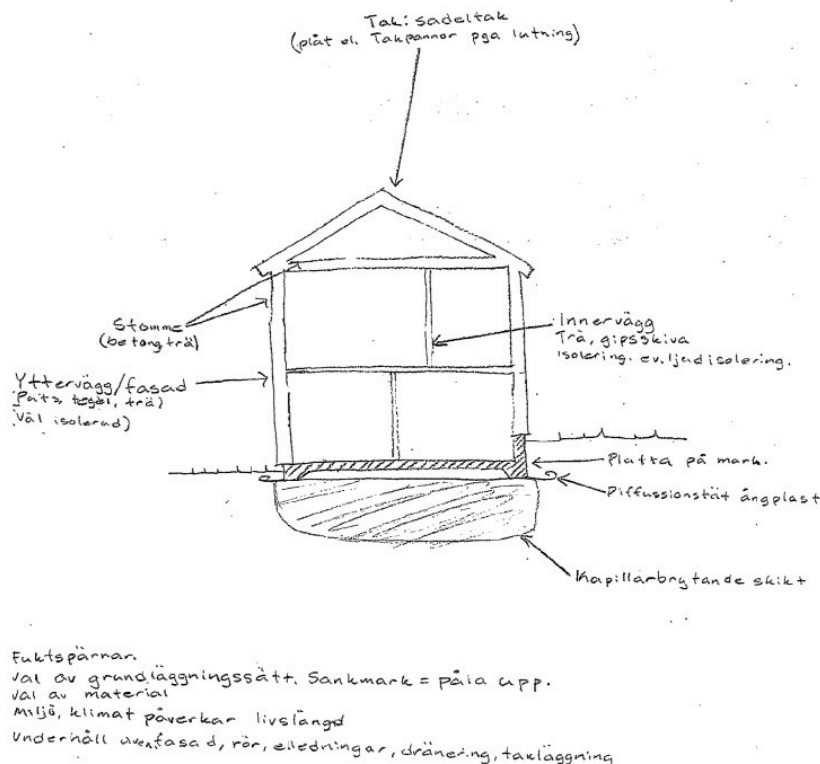 Tak: sadeltak
(plåt el. Takpannor pga lutning)
Stomme
(betong trä)
Innervägg
Trä, gipsskiva
isolering. ev. ljudisolering.
Yttervägg/fasad
(Puts, tegel, trä)
Väl isolerad)
Platta på mark.
Diffussionstät ångplast
Kapillärbrytande skikt
Fuktspärrar.
Val av grundläggningssätt. Sankmark = påla upp.
Val av material
Miljö, klimat påverkar livslängd
Underhåll även fasad, rör, elledningar, dränering, takläggning